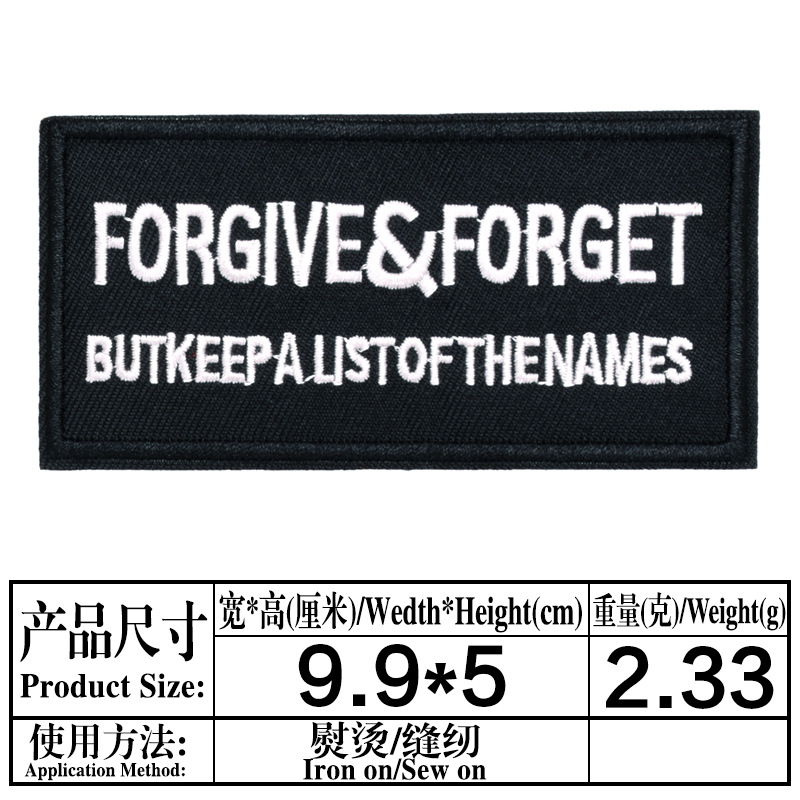 FORGIVE&FORGET
BUTKEEPALISTOFTHENAMES
产品尺寸
Product Size:
宽*高(厘米)/Wedth*Height(cm)
重量(克)/Weight(g)
9.9*5
2.33
使用方法:
Application Method:
熨烫/缝纫
Iron on/Sew on